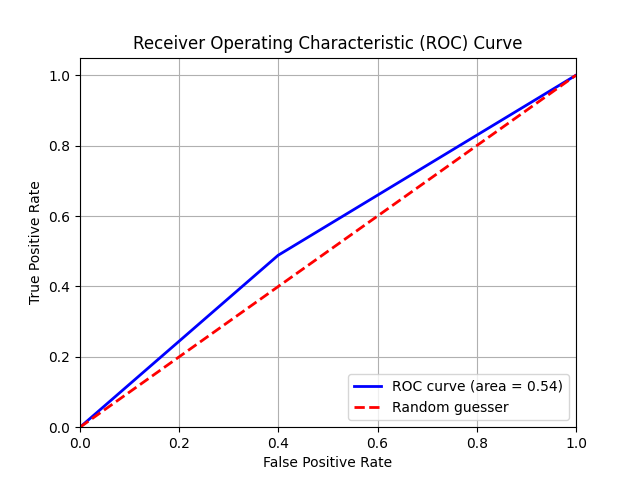 Receiver Operating Characteristic (ROC) Curve
True Positive Rate
1.0
0.8
0.6
0.4
0.2
0.0
ROC curve (area = 0.54)
Random guesser
0.0 0.2 0.4 0.6 0.8 1.0
False Positive Rate